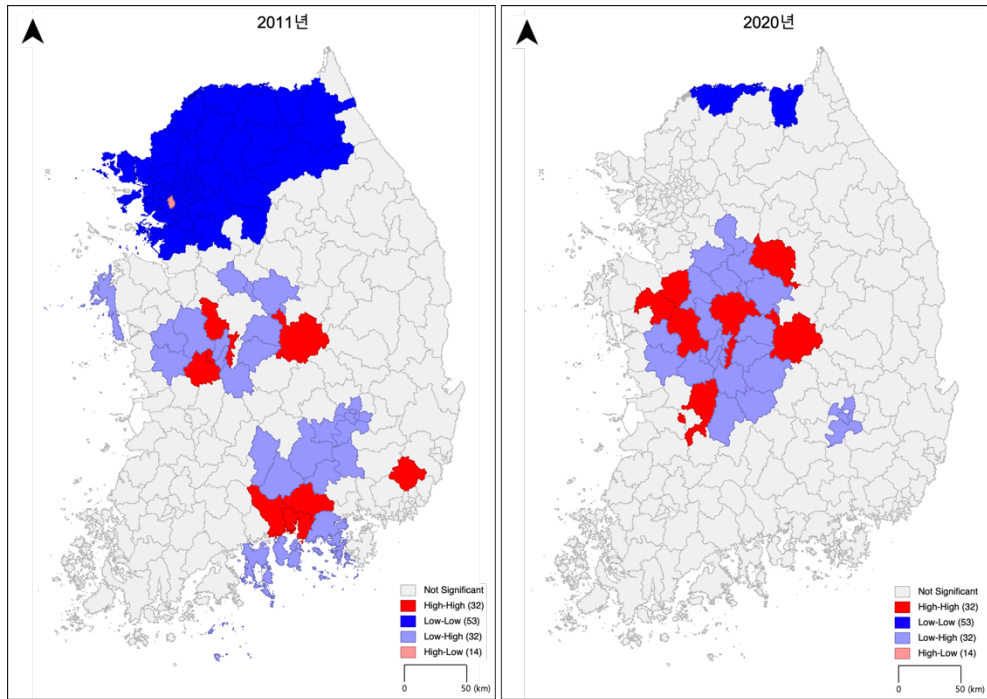 2011년
Not Significant
High-High (32)
Low-Low (53)
Low-High (32)
High-Low (14)
0 50 (km)
2020년
Not Significant
High-High (32)
Low-Low (53)
Low-High (32)
High-Low (14)
0 50 (km)